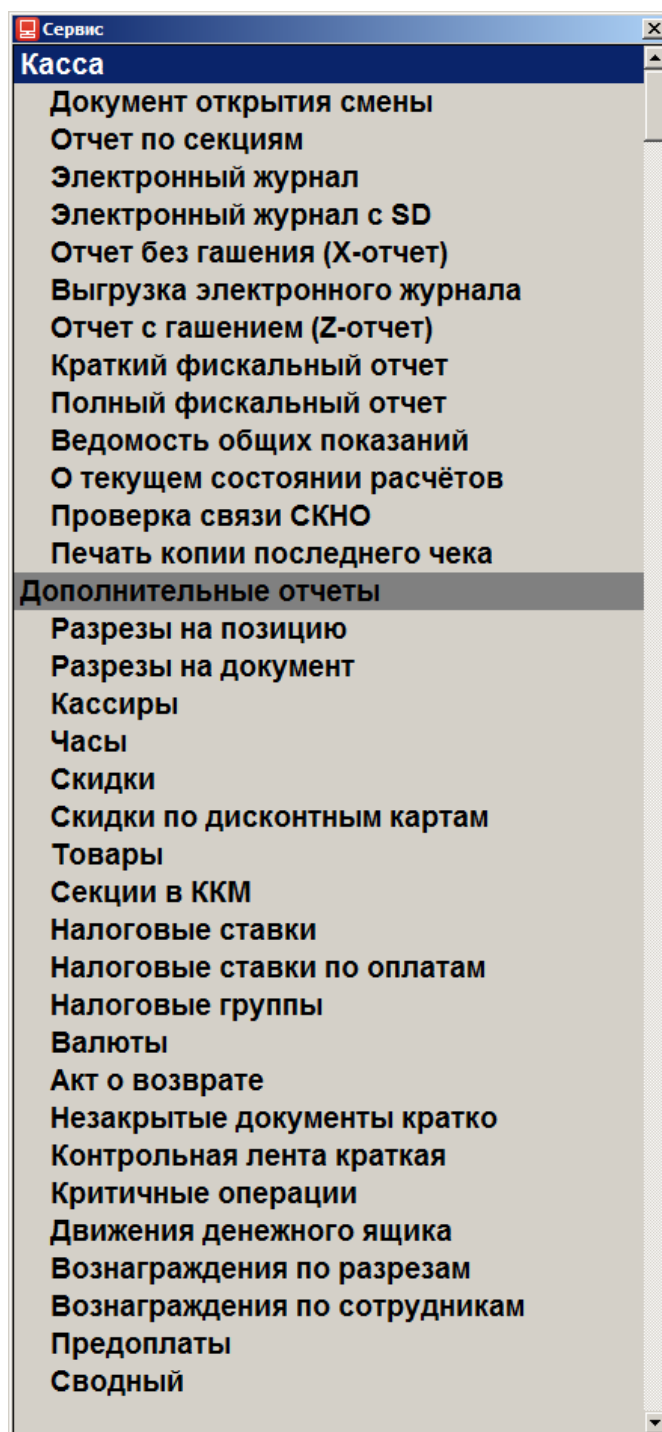 Сервис
Касса
Документ открытия смены
Отчет по секциям
Электронный журнал
Электронный журнал с SD
Отчет без гашения (X-отчет)
Выгрузка электронного журнала
Отчет с гашением (Z-отчет)
Краткий фискальный отчет
Полный фискальный отчет
Ведомость общих показаний
О текущем состоянии расчётов
Проверка связи СКНО
Печать копии последнего чека
Дополнительные отчеты
Разрезы на позицию
Разрезы на документ
Кассиры
Часы
Скидки
Скидки по дисконтным картам
Товары
Секции в ККМ
Налоговые ставки
Налоговые ставки по оплатам
Налоговые группы
Валюты
Акт о возврате
Незакрытые документы кратко
Контрольная лента краткая
Критичные операции
Движения денежного ящика
Вознаграждения по разрезам
Вознаграждения по сотрудникам
Предоплаты
Сводный